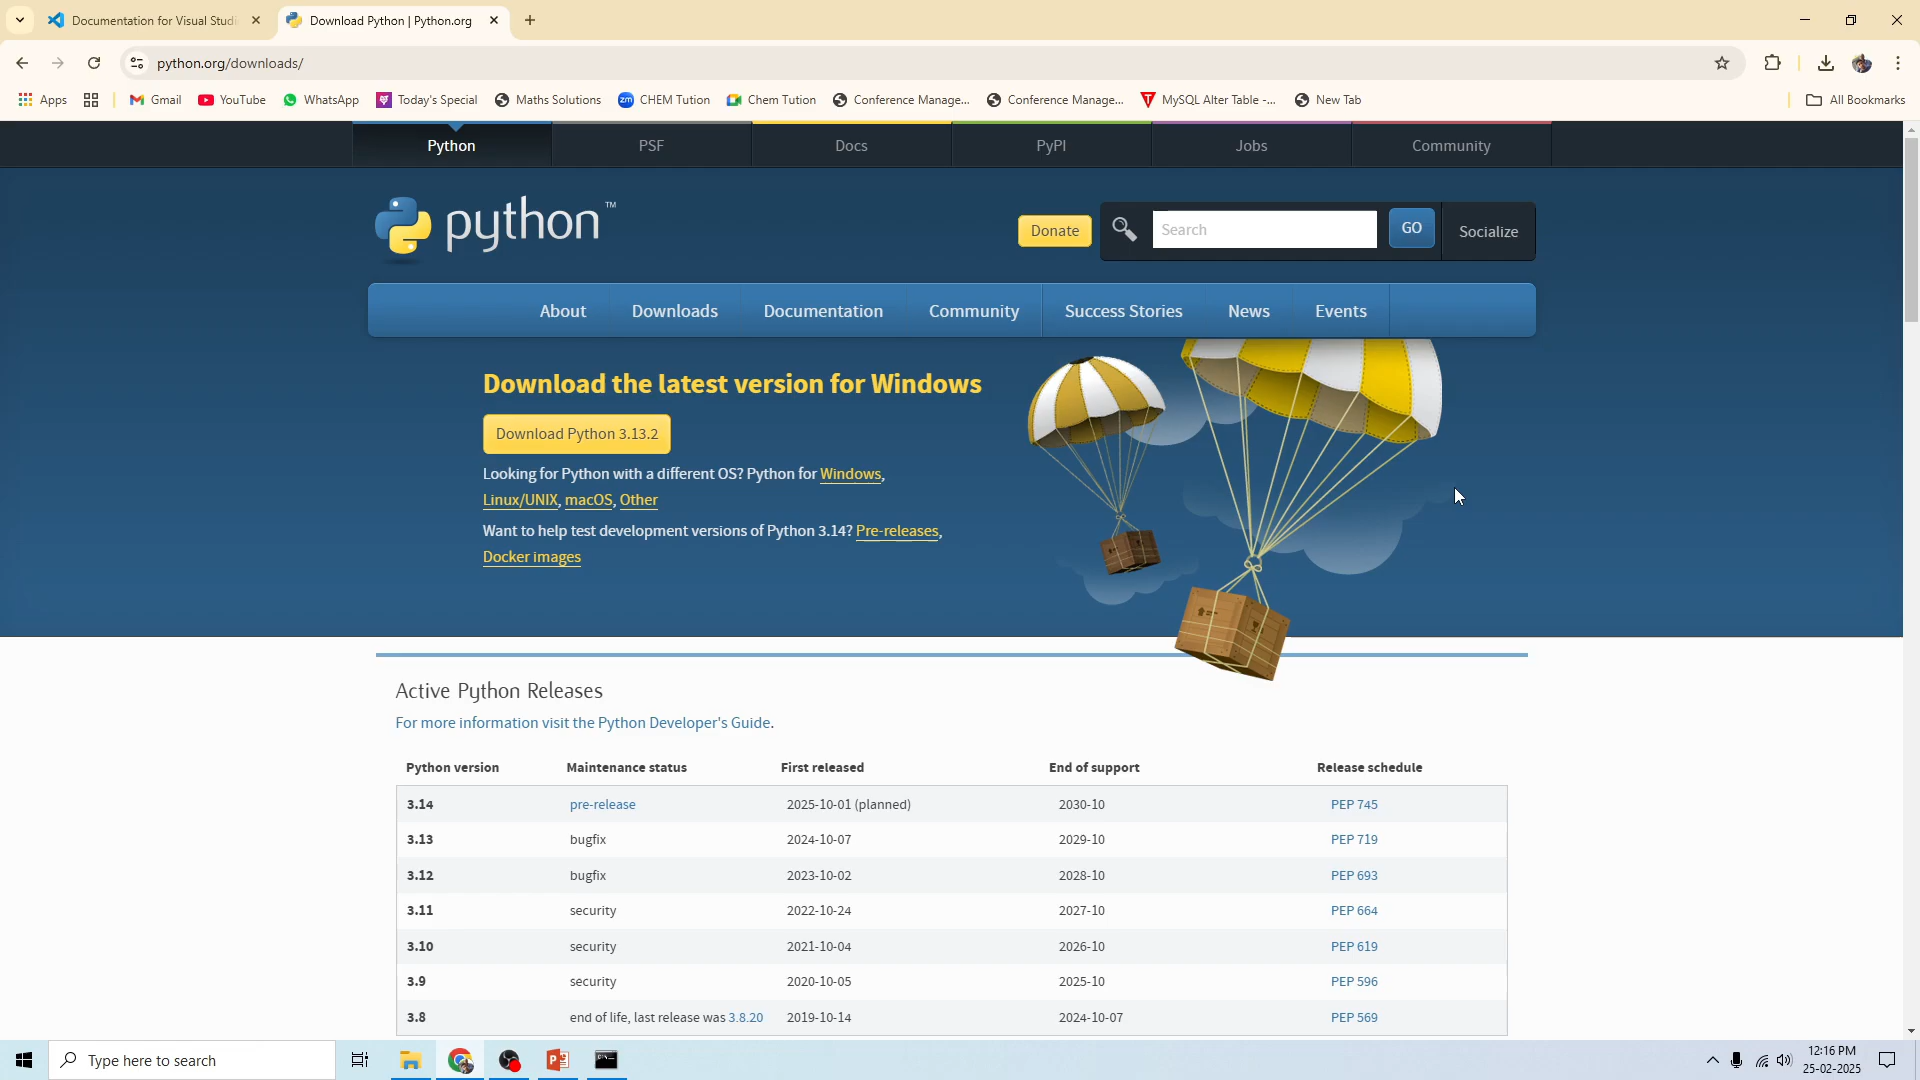 Documentation for Visual Studi
Download Python | Python.org
python.org/downloads/
Apps
Gmail
YouTube
WhatsApp
Today's Special
Maths Solutions
zm CHEM Tution
Chem Tution
Conference Manage...
Conference Manage...
MySQL Alter Table -...
New Tab
All Bookmarks
Python
PSF
Docs
PyPI
Jobs
Community
python™
Donate
Search
GO
Socialize
About
Downloads
Documentation
Community
Success Stories
News
Events
Download the latest version for Windows
Download Python 3.13.2
Looking for Python with a different OS? Python for Windows,
Linux/UNIX, macOS, Other
Want to help test development versions of Python 3.14? Pre-releases,
Docker images
Active Python Releases
For more information visit the Python Developer's Guide.
Python version Maintenance status First released End of support Release schedule
3.14 pre-release 2025-10-01 (planned) 2030-10 PEP 745
3.13 bugfix 2024-10-07 2029-10 PEP 719
3.12 bugfix 2023-10-02 2028-10 PEP 693
3.11 security 2022-10-24 2027-10 PEP 664
3.10 security 2021-10-04 2026-10 PEP 619
3.9 security 2020-10-05 2025-10 PEP 596
3.8 end of life, last release was 3.8.20 2019-10-14 2024-10-07 PEP 569
Type here to search
12:16 PM
25-02-2025